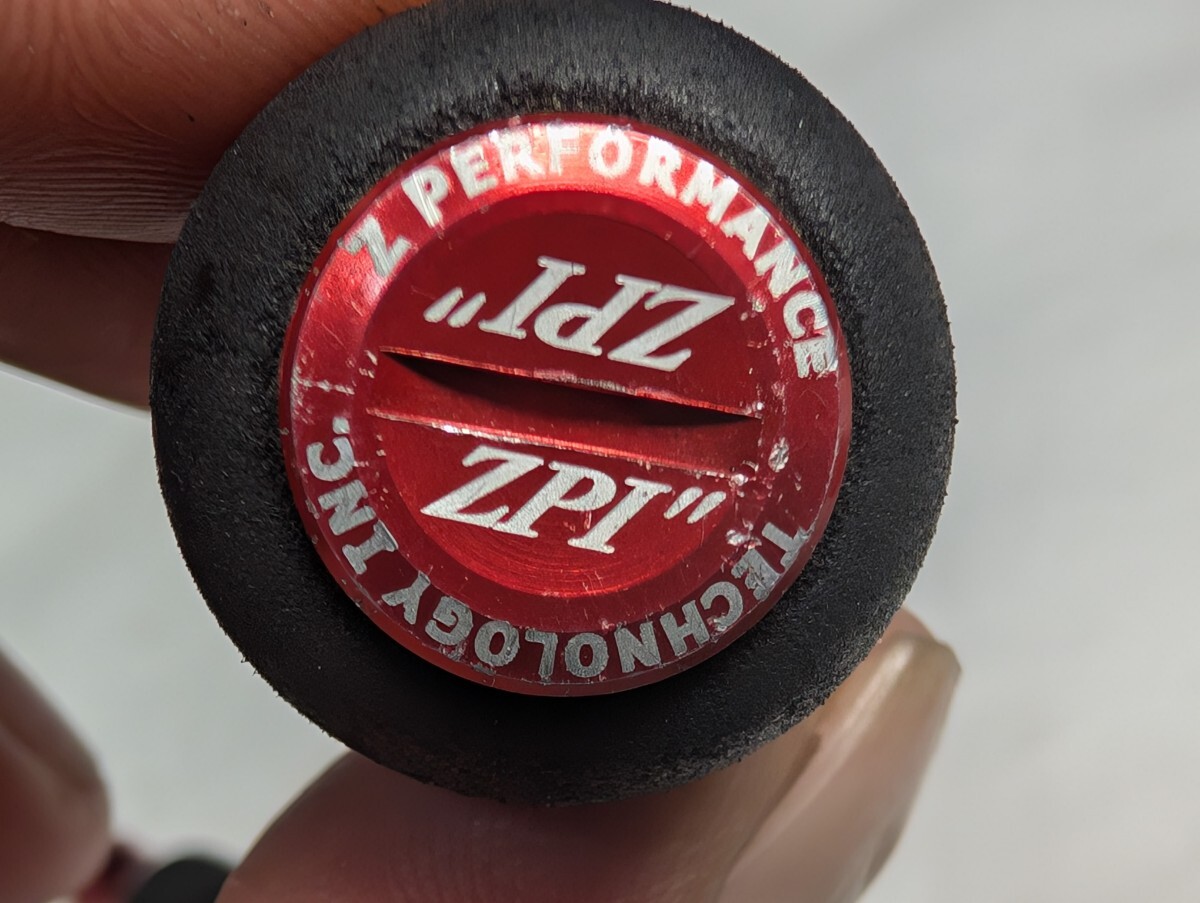 Z PERFORMANCE
"ZPI
ZPI"
TECHNOLOGY INC.